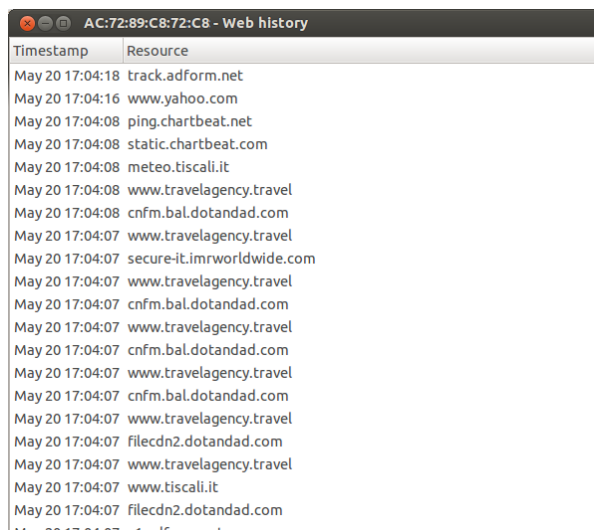 AC:72:89:C8:72:C8 - Web history
Timestamp Resource
May 20 17:04:18 track.adform.net
May 20 17:04:16 www.yahoo.com
May 20 17:04:08 ping.chartbeat.net
May 20 17:04:08 static.chartbeat.com
May 20 17:04:08 meteo.tiscali.it
May 20 17:04:08 www.travelagency.travel
May 20 17:04:08 cnfm.bal.dotandad.com
May 20 17:04:07 www.travelagency.travel
May 20 17:04:07 secure-it.imrworldwide.com
May 20 17:04:07 www.travelagency.travel
May 20 17:04:07 cnfm.bal.dotandad.com
May 20 17:04:07 www.travelagency.travel
May 20 17:04:07 cnfm.bal.dotandad.com
May 20 17:04:07 www.travelagency.travel
May 20 17:04:07 cnfm.bal.dotandad.com
May 20 17:04:07 www.travelagency.travel
May 20 17:04:07 filecdn2.dotandad.com
May 20 17:04:07 www.travelagency.travel
May 20 17:04:07 www.tiscali.it
May 20 17:04:07 filecdn2.dotandad.com